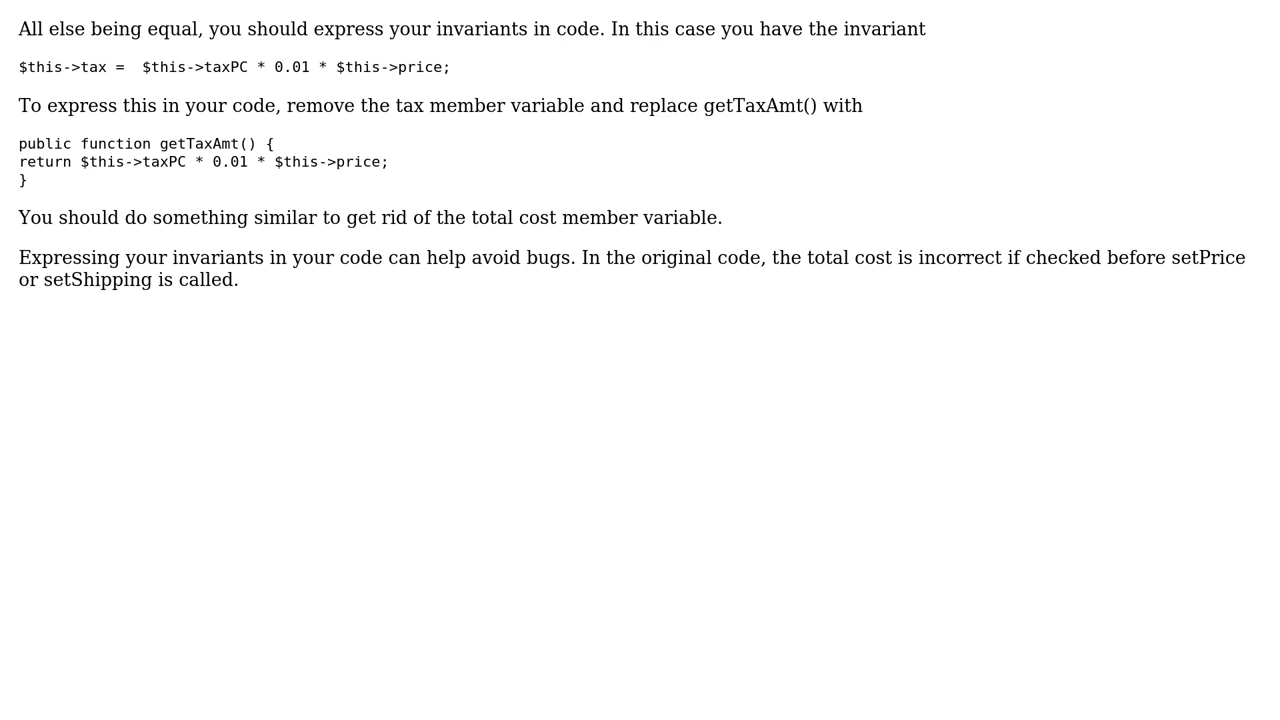 All else being equal, you should express your invariants in code. In this case you have the invariant
$this->tax =  $this->taxPC * 0.01 * $this->price;
To express this in your code, remove the tax member variable and replace getTaxAmt() with
public function getTaxAmt() {
return $this->taxPC * 0.01 * $this->price;
}
You should do something similar to get rid of the total cost member variable.
Expressing your invariants in your code can help avoid bugs. In the original code, the total cost is incorrect if checked before setPrice
or setShipping is called.